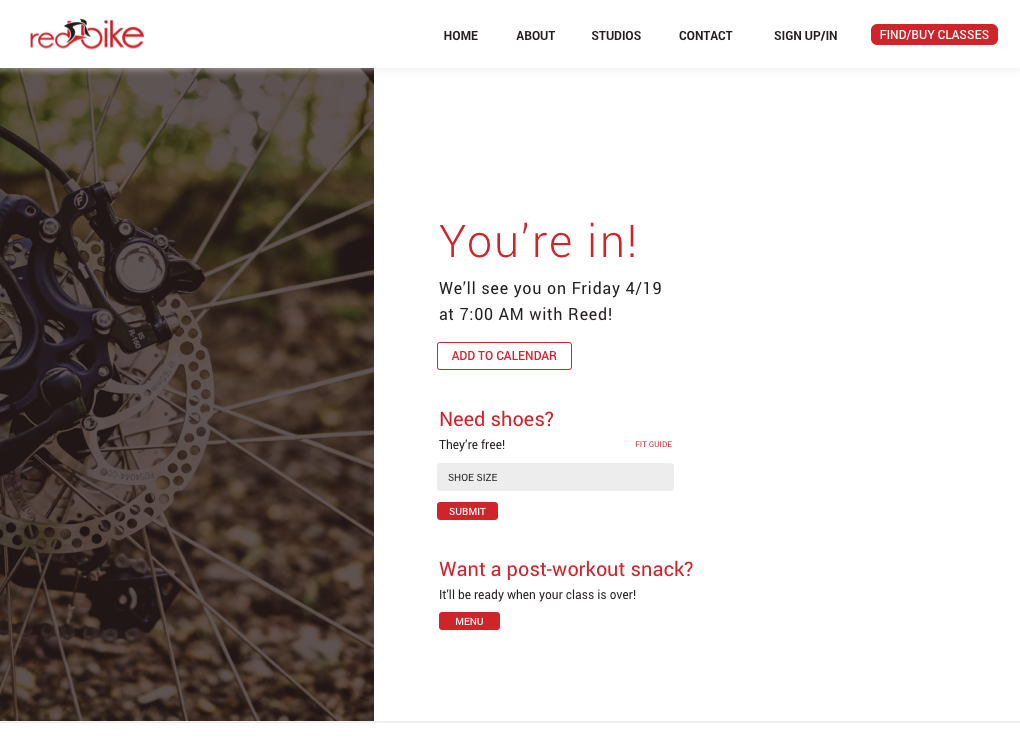 redbike
HOME
ABOUT
STUDIOS
CONTACT
SIGN UP/IN
FIND/BUY CLASSES
You’re in!
We’ll see you on Friday 4/19
at 7:00 AM with Reed!
ADD TO CALENDAR
Need shoes?
They’re free!
FIT GUIDE
SHOE SIZE
SUBMIT
Want a post-workout snack?
It’ll be ready when your class is over!
MENU